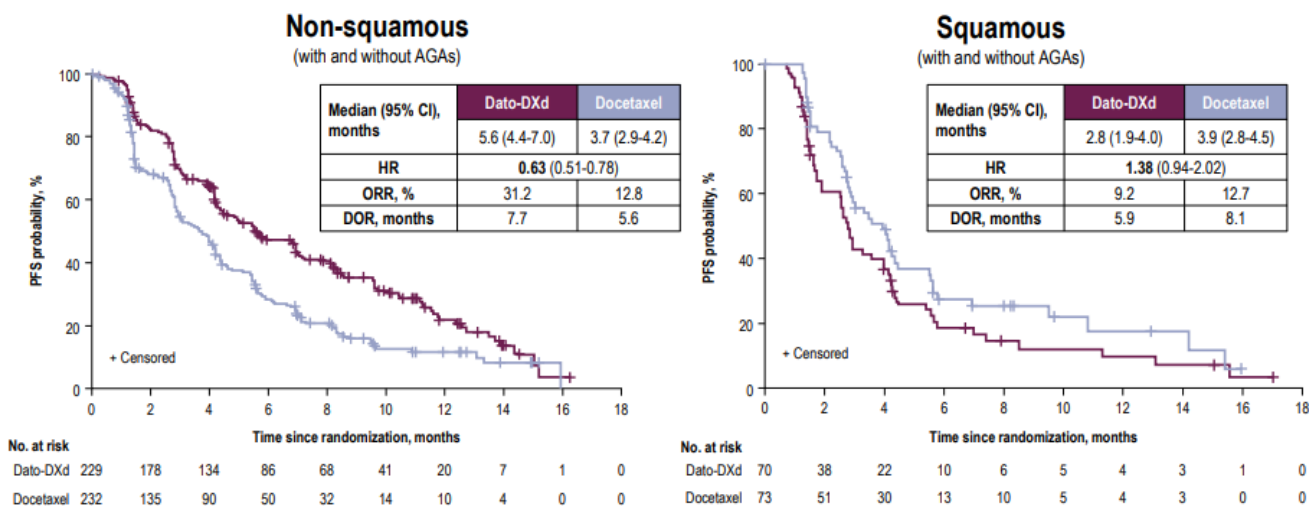 Non-squamous
(with and without AGAs)
PFS probability, %
100
80
60
40
20
0
Median (95% CI), months Dato-DXd Docetaxel
5.6 (4.4-7.0) 3.7 (2.9-4.2)
HR 0.63 (0.51-0.78)
ORR, % 31.2 12.8
DOR, months 7.7 5.6
+ Censored
0 2 4 6 8 10 12 14 16 18
Time since randomization, months
No. at risk
Dato-DXd 229 178 134 86 68 41 20 7 1 0
Docetaxel 232 135 90 50 32 14 10 4 0 0
Squamous
(with and without AGAs)
PFS probability, %
100
80
60
40
20
0
Median (95% CI), months Dato-DXd Docetaxel
2.8 (1.9-4.0) 3.9 (2.8-4.5)
HR 1.38 (0.94-2.02)
ORR, % 9.2 12.7
DOR, months 5.9 8.1
+ Censored
0 2 4 6 8 10 12 14 16 18
Time since randomization, months
No. at risk
Dato-DXd 70 38 22 10 6 5 4 3 1 0
Docetaxel 73 51 30 13 10 5 4 3 0 0